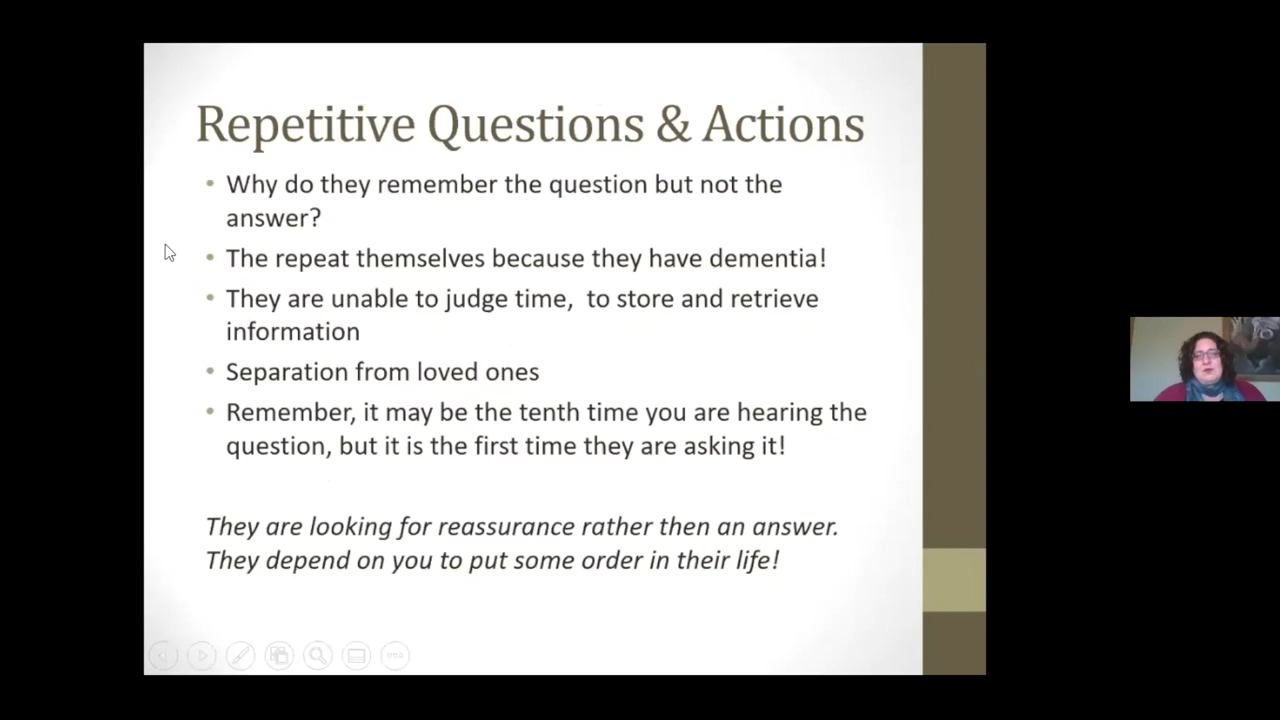 Repetitive Questions & Actions
• Why do they remember the question but not the
answer?
• The repeat themselves because they have dementia!
• They are unable to judge time,  to store and retrieve
information
• Separation from loved ones
• Remember, it may be the tenth time you are hearing the
question, but it is the first time they are asking it!
They are looking for reassurance rather then an answer.
They depend on you to put some order in their life!